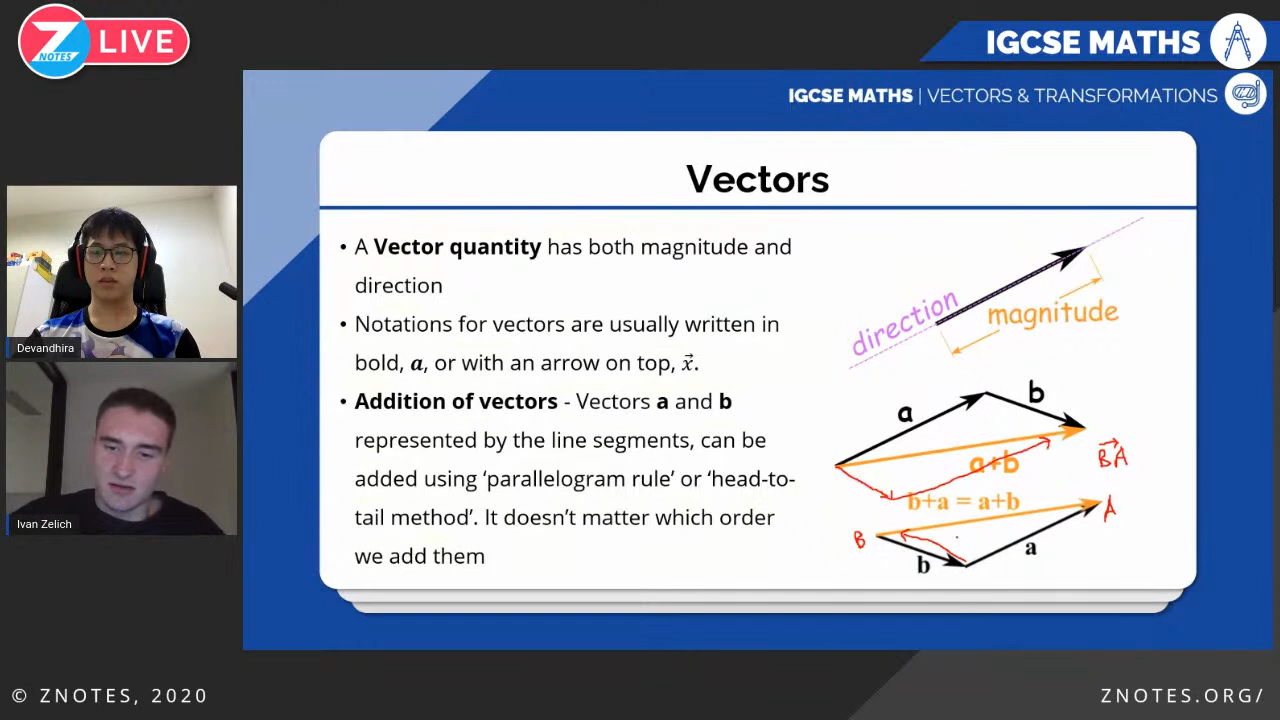 Z
NOTES
LIVE
IGCSE MATHS
IGCSE MATHS | VECTORS & TRANSFORMATIONS
Vectors
• A Vector quantity has both magnitude and
direction
• Notations for vectors are usually written in
bold, a, or with an arrow on top, x⃗.
• Addition of vectors - Vectors a and b
represented by the line segments, can be
added using ‘parallelogram rule’ or ‘head-to-
tail method’. It doesn’t matter which order
we add them
direction
magnitude
a
b
a+b
B⃗A
b+a = a+b
B
A
b
a
Devandhira
Ivan Zelich
© ZNOTES, 2020
ZNOTES.ORG/